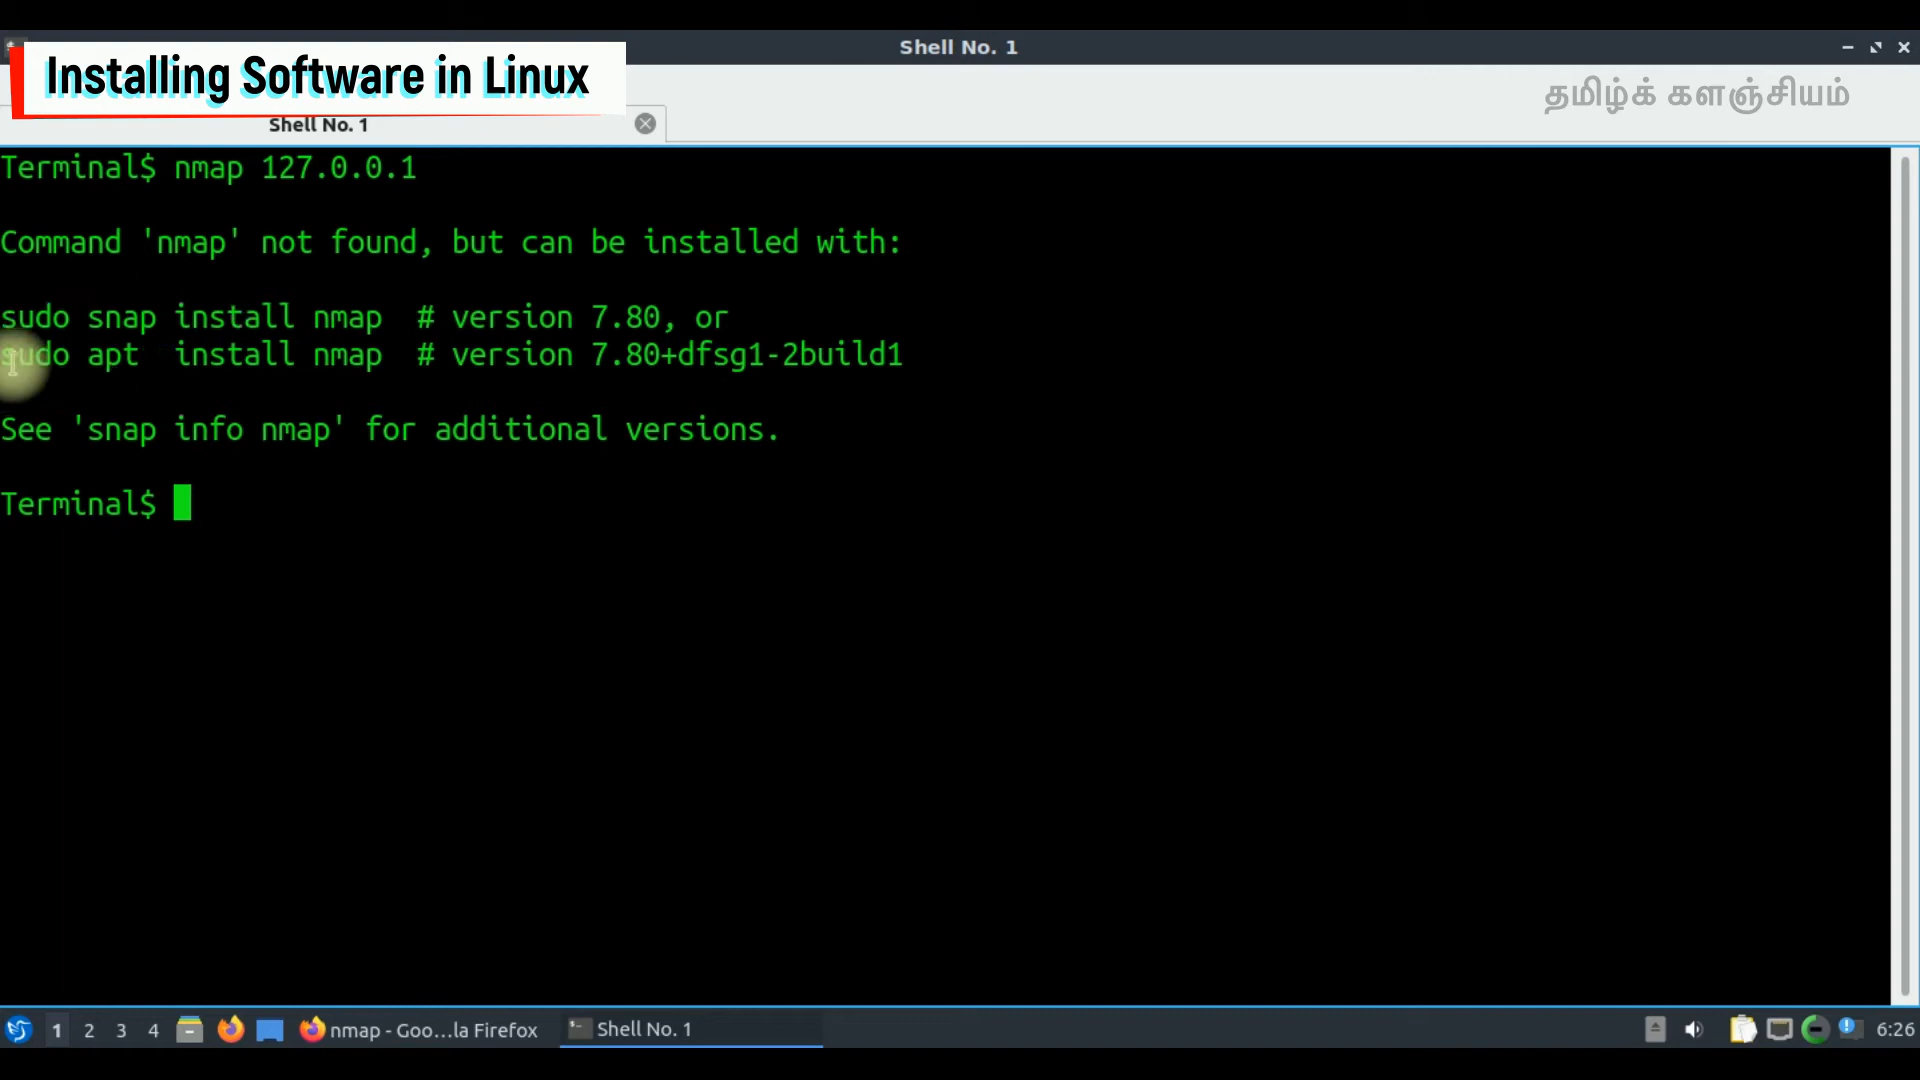 Shell No. 1
Installing Software in Linux
தமிழ்க் களஞ்சியம்
Shell No. 1
Terminal$ nmap 127.0.0.1
Command 'nmap' not found, but can be installed with:
sudo snap install nmap  # version 7.80, or
sudo apt  install nmap  # version 7.80+dfsg1-2build1
See 'snap info nmap' for additional versions.
Terminal$
1 2 3 4 nmap - Goo...la Firefox Shell No. 1 6:26